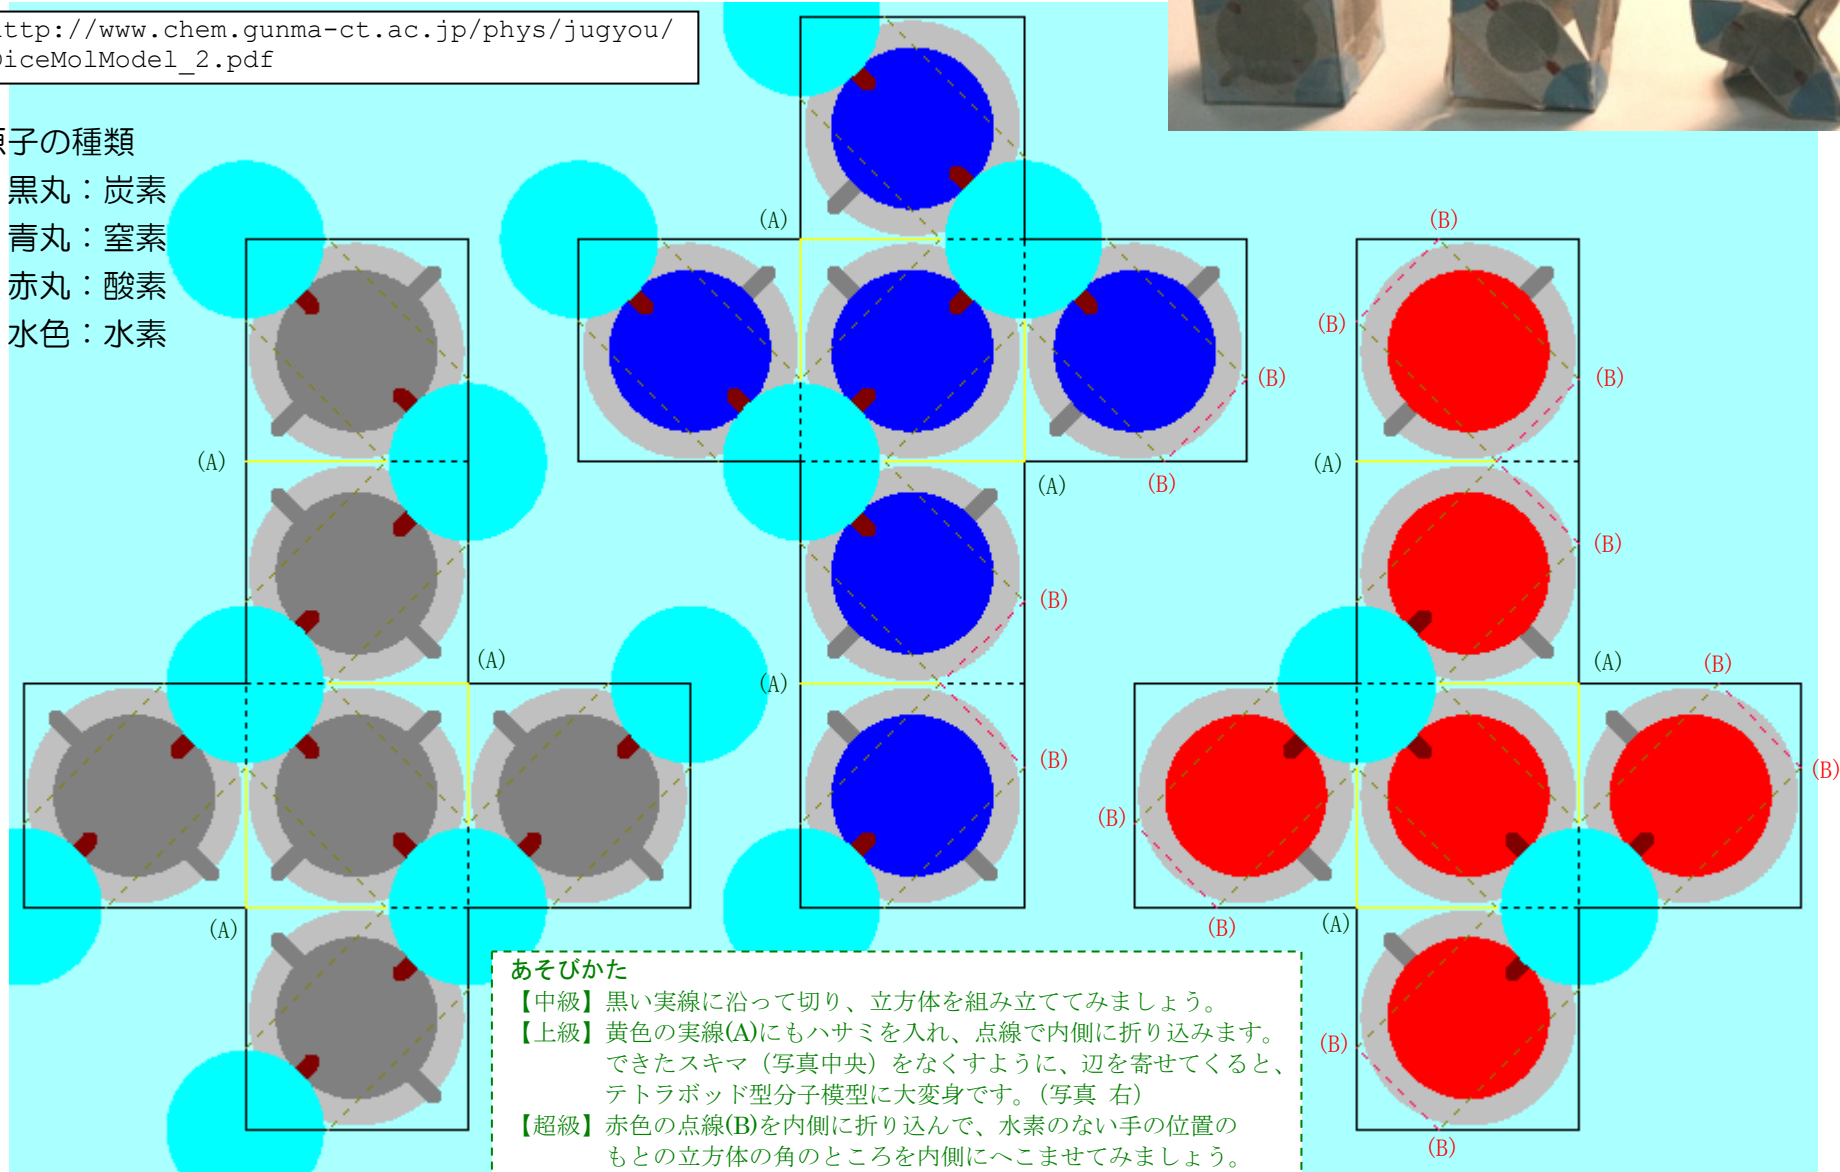 ttp://www.chem.gunma-ct.ac.jp/phys/jugyou/
DiceMolModel_2.pdf
原子の種類
黒丸：炭素
青丸：窒素
赤丸：酸素
水色：水素
(A)
(B)
(B)
(B)
(B)
(A)
(A)
(A)
(B)
(B)
(B)
(A)
(A)
(A)
(B)
(B)
(B)
(B)
(B)
(A)
(A)
(B)
(B)
(B)
あそびかた
【中級】黒い実線に沿って切り、立方体を組み立ててみましょう。
【上級】黄色の実線(A)にもハサミを入れ、点線で内側に折り込みます。
できたスキマ（写真中央）をなくすように、辺を寄せてくると、
テトラボッド型分子模型に大変身です。(写真 右)
【超級】赤色の点線(B)を内側に折り込んで、水素のない手の位置の
もとの立方体の角のところを内側にへこませてみましょう。